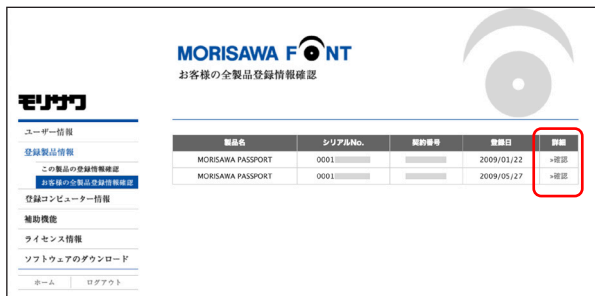 MORISAWA FONT
お客様の全製品登録情報確認
モリサワ
ユーザー情報
登録製品情報
この製品の登録情報確認
お客様の全製品登録情報確認
登録コンピューター情報
補助機能
ライセンス情報
ソフトウェアのダウンロード
ホーム ログアウト
製品名 シリアルNo. 契約番号 登録日 詳細
MORISAWA PASSPORT 0001 2009/01/22 »確認
MORISAWA PASSPORT 0001 2009/05/27 »確認